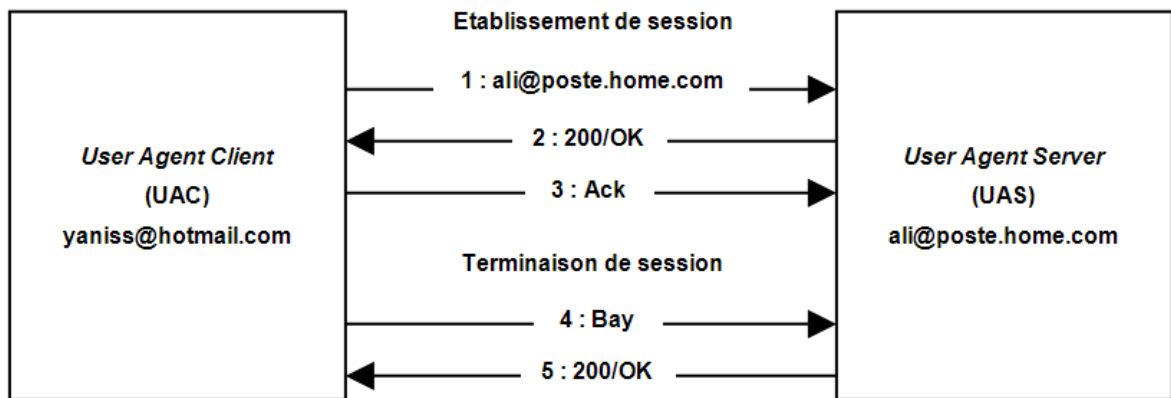 Etablissement de session
1 : ali@poste.home.com
2 : 200/OK
3 : Ack
User Agent Client
(UAC)
yaniss@hotmail.com
User Agent Server
(UAS)
ali@poste.home.com
Terminaison de session
4 : Bay
5 : 200/OK